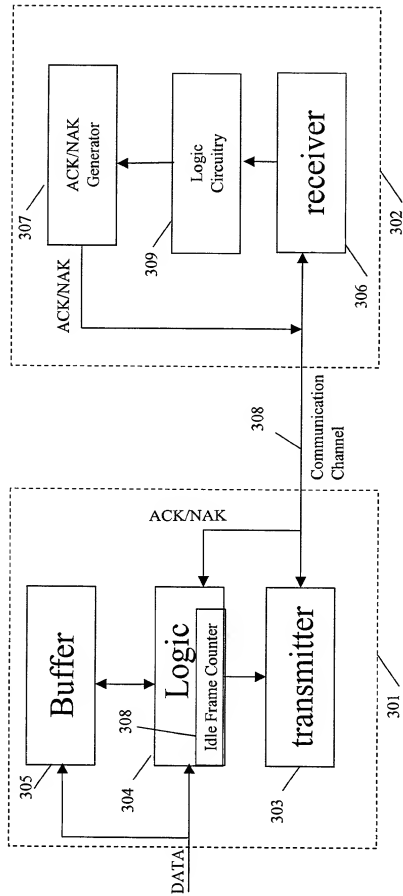 DATA
305
Buffer
304
Logic
308
Idle Frame Counter
303
transmitter
301
ACK/NAK
308
Communication
Channel
307
ACK/NAK
Generator
ACK/NAK
309
Logic
Circuitry
receiver
306
302